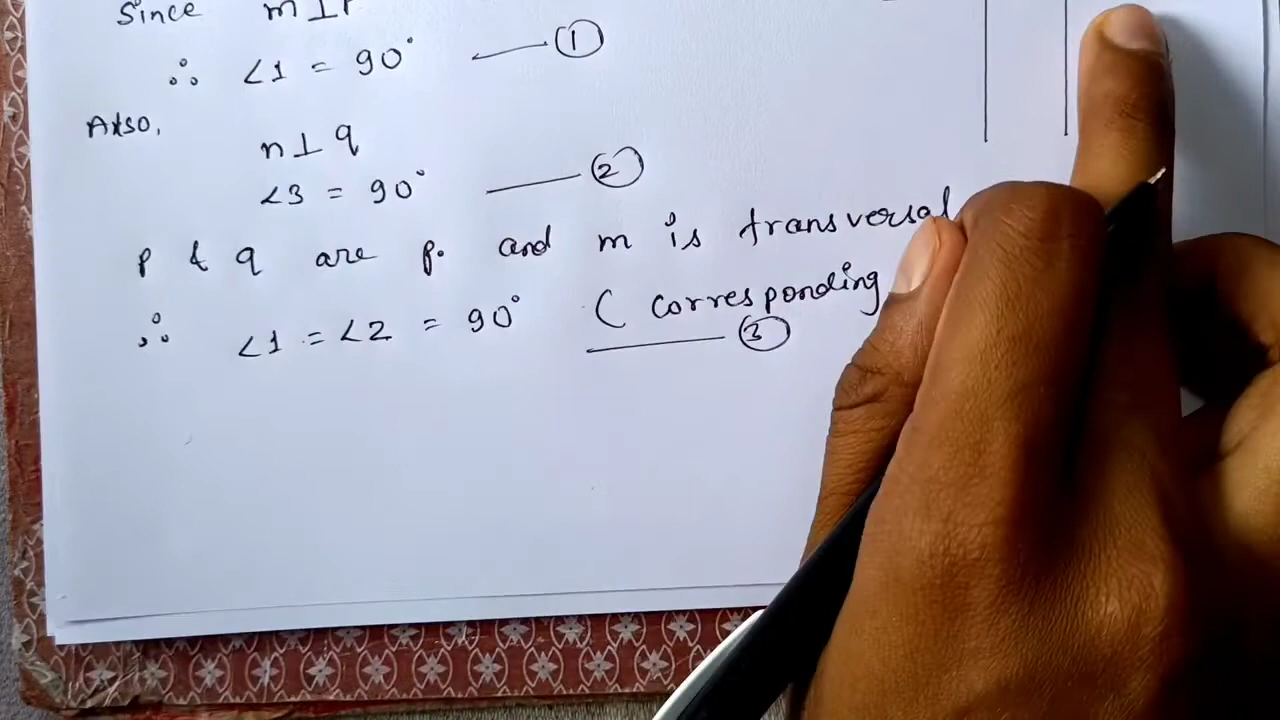 Since m⊥P
∴ ∠1 = 90° ← ①
Also,
n⊥q
∠3 = 90° — ②
p & q are p. and m is transversal
∴ ∠1 = ∠2 = 90° ( corresponding
— ③